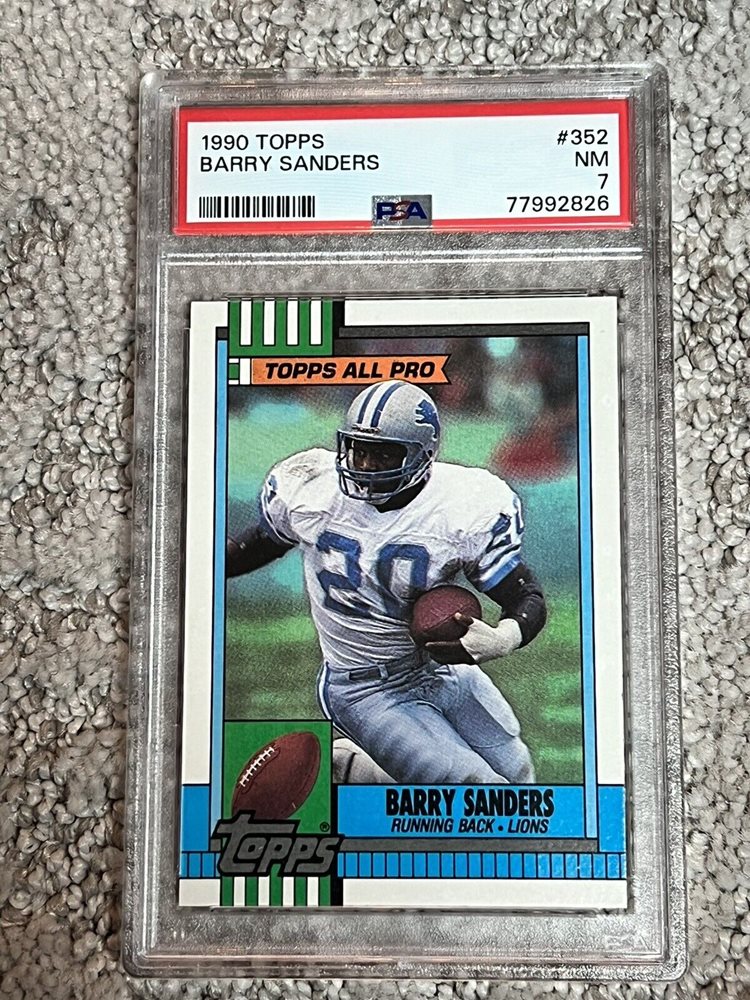 1990 TOPPS #352
BARRY SANDERS NM
7
PSA 77992826
TOPPS ALL PRO
20
20
BARRY SANDERS
RUNNING BACK • LIONS
Topps®